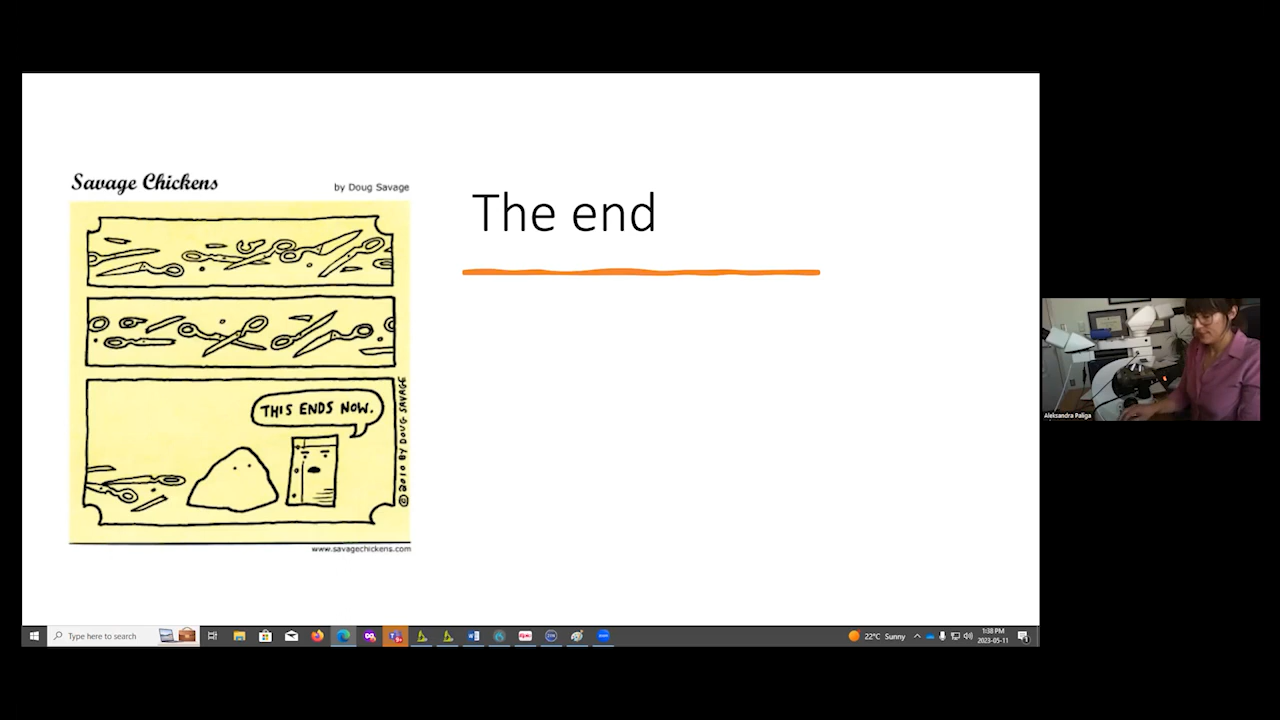 Savage Chickens
by Doug Savage
THIS ENDS NOW.
© 2010 BY DOUG SAVAGE
www.savagechickens.com
The end
Aleksandra Paliga
Type here to search
22°C Sunny
1:38 PM
2023-05-11